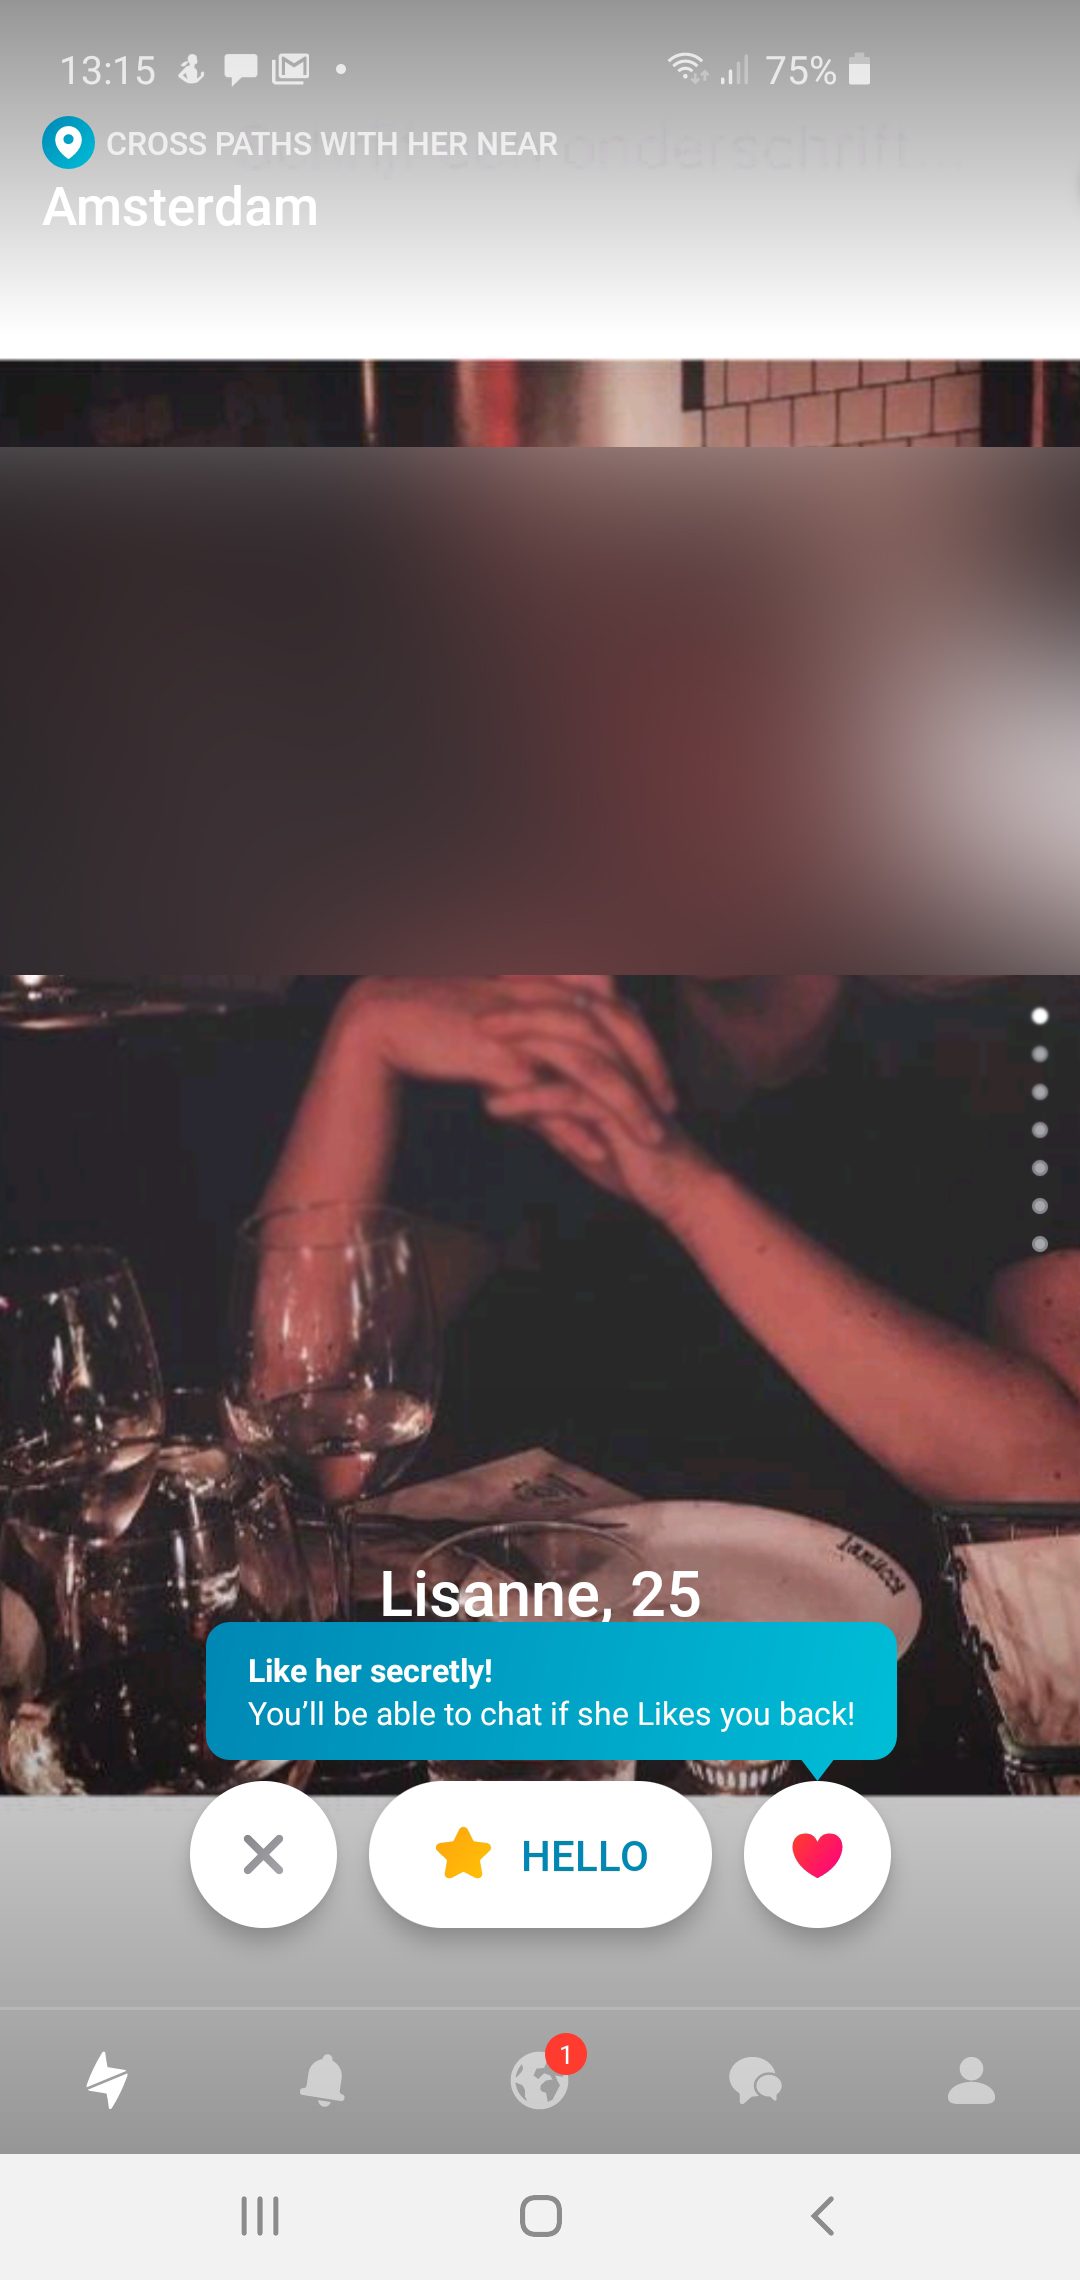 13:15
75%
CROSS PATHS WITH HER NEAR
onderschrift
Amsterdam
Lisanne, 25
Like her secretly!
You’ll be able to chat if she Likes you back!
HELLO
1